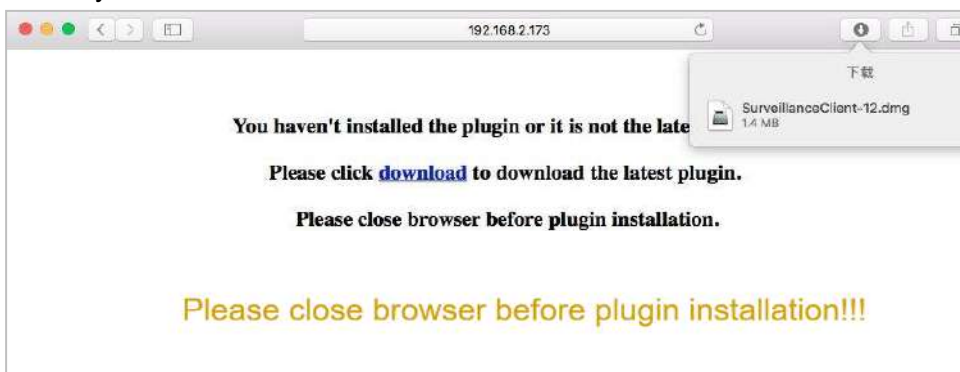 192.168.2.173
下载
SurveillanceClient-12.dmg
1.4 MB
You haven't installed the plugin or it is not the late
Please click download to download the latest plugin.
Please close browser before plugin installation.
Please close browser before plugin installation!!!